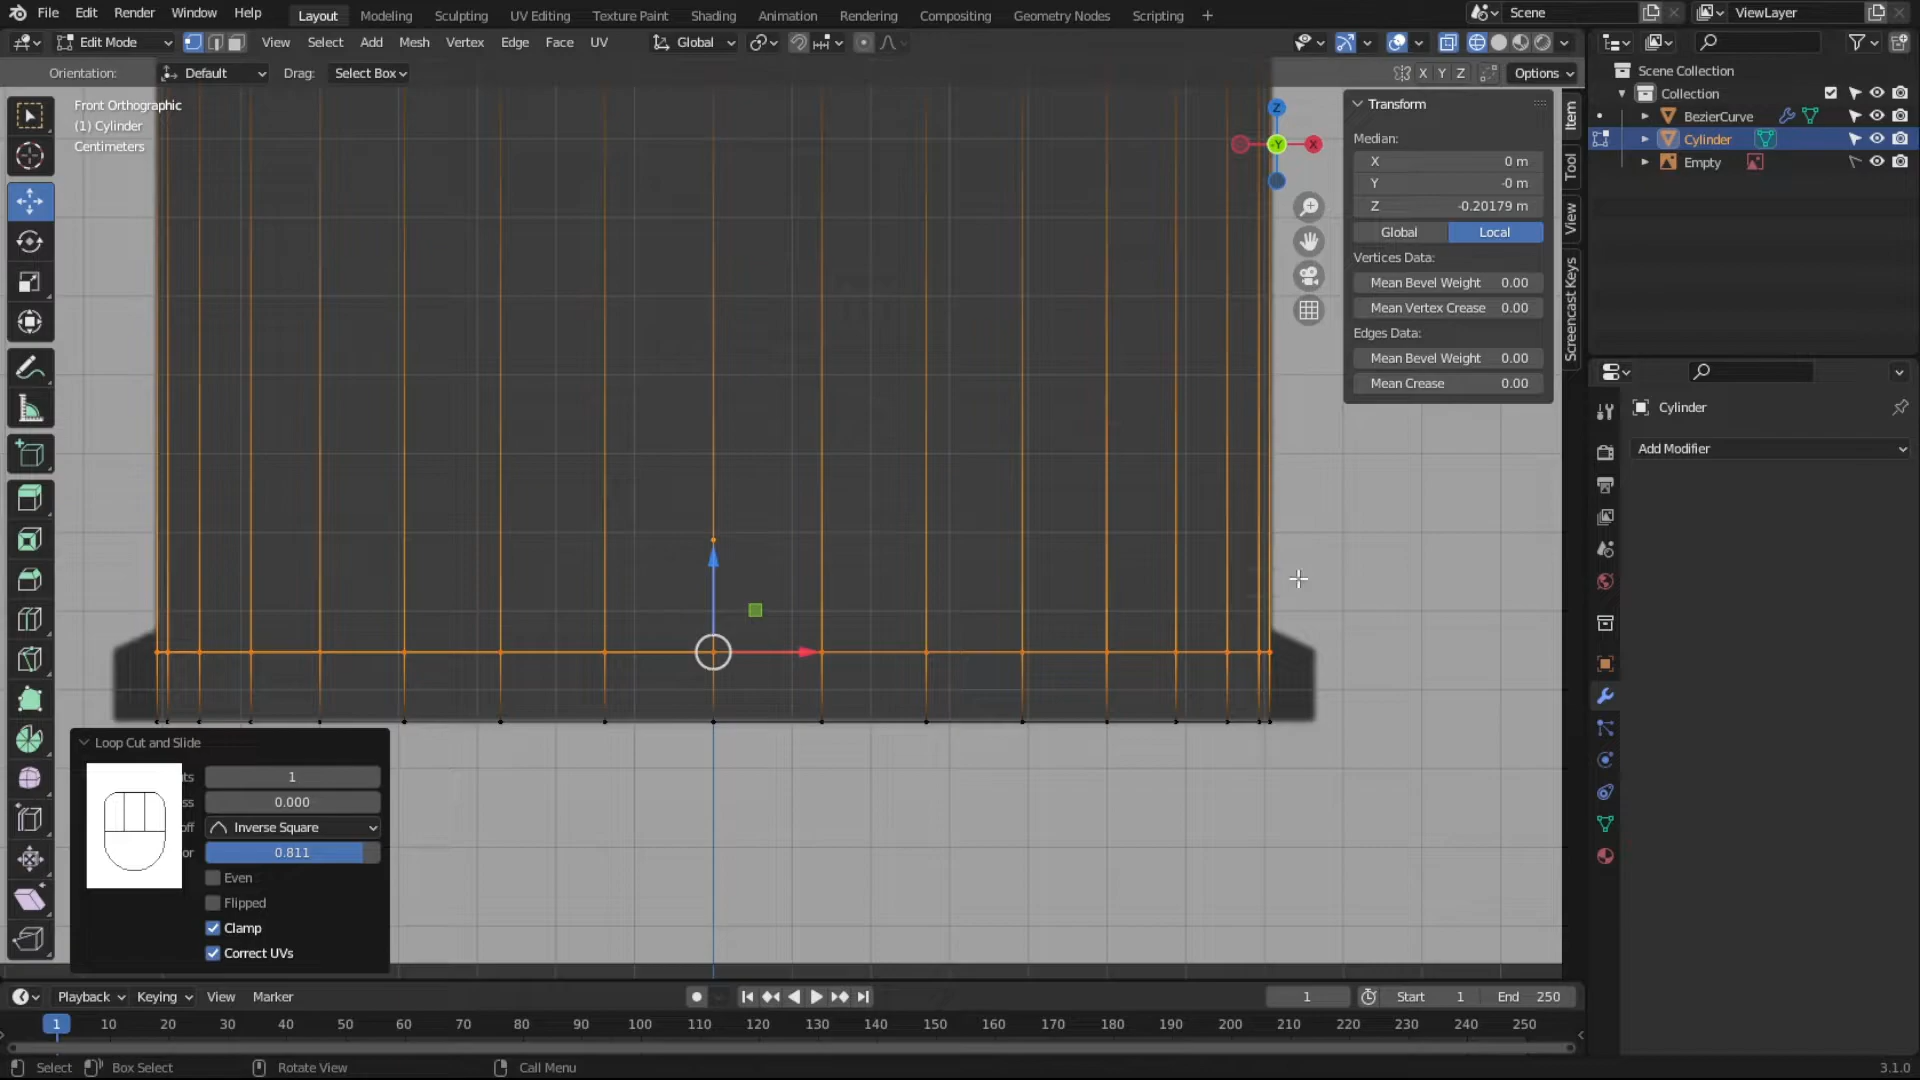 File Edit Render Window Help Layout Modeling Sculpting UV Editing Texture Paint Shading Animation Rendering Compositing Geometry Nodes Scripting + Scene ViewLayer
Edit Mode View Select Add Mesh Vertex Edge Face UV Global
Orientation: Default Drag: Select Box X Y Z Options
Front Orthographic
(1) Cylinder
Centimeters
Z
Y
X
Transform
Median:
X 0 m
Y -0 m
Z -0.20179 m
Global Local
Vertices Data:
Mean Bevel Weight 0.00
Mean Vertex Crease 0.00
Edges Data:
Mean Bevel Weight 0.00
Mean Crease 0.00
Item
Tool
View
Screencast Keys
Scene Collection
Collection
BezierCurve
Cylinder
Empty
Cylinder
Add Modifier
Loop Cut and Slide
ts 1
ss 0.000
off Inverse Square
or 0.811
Even
Flipped
Clamp
Correct UVs
Playback Keying View Marker 1 Start 1 End 250
1 10 20 30 40 50 60 70 80 90 100 110 120 130 140 150 160 170 180 190 200 210 220 230 240 250
Select Box Select Rotate View Call Menu 3.1.0